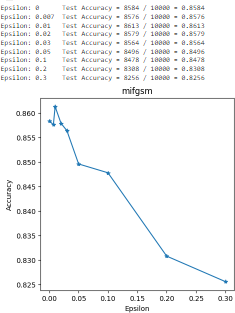 Epsilon: 0 Test Accuracy = 8584 / 10000 = 0.8584
Epsilon: 0.007 Test Accuracy = 8576 / 10000 = 0.8576
Epsilon: 0.01 Test Accuracy = 8613 / 10000 = 0.8613
Epsilon: 0.02 Test Accuracy = 8579 / 10000 = 0.8579
Epsilon: 0.03 Test Accuracy = 8564 / 10000 = 0.8564
Epsilon: 0.05 Test Accuracy = 8496 / 10000 = 0.8496
Epsilon: 0.1 Test Accuracy = 8478 / 10000 = 0.8478
Epsilon: 0.2 Test Accuracy = 8308 / 10000 = 0.8308
Epsilon: 0.3 Test Accuracy = 8256 / 10000 = 0.8256
mifgsm
0.860
0.855
0.850
0.845
0.840
0.835
0.830
0.825
Accuracy
0.00 0.05 0.10 0.15 0.20 0.25 0.30
Epsilon